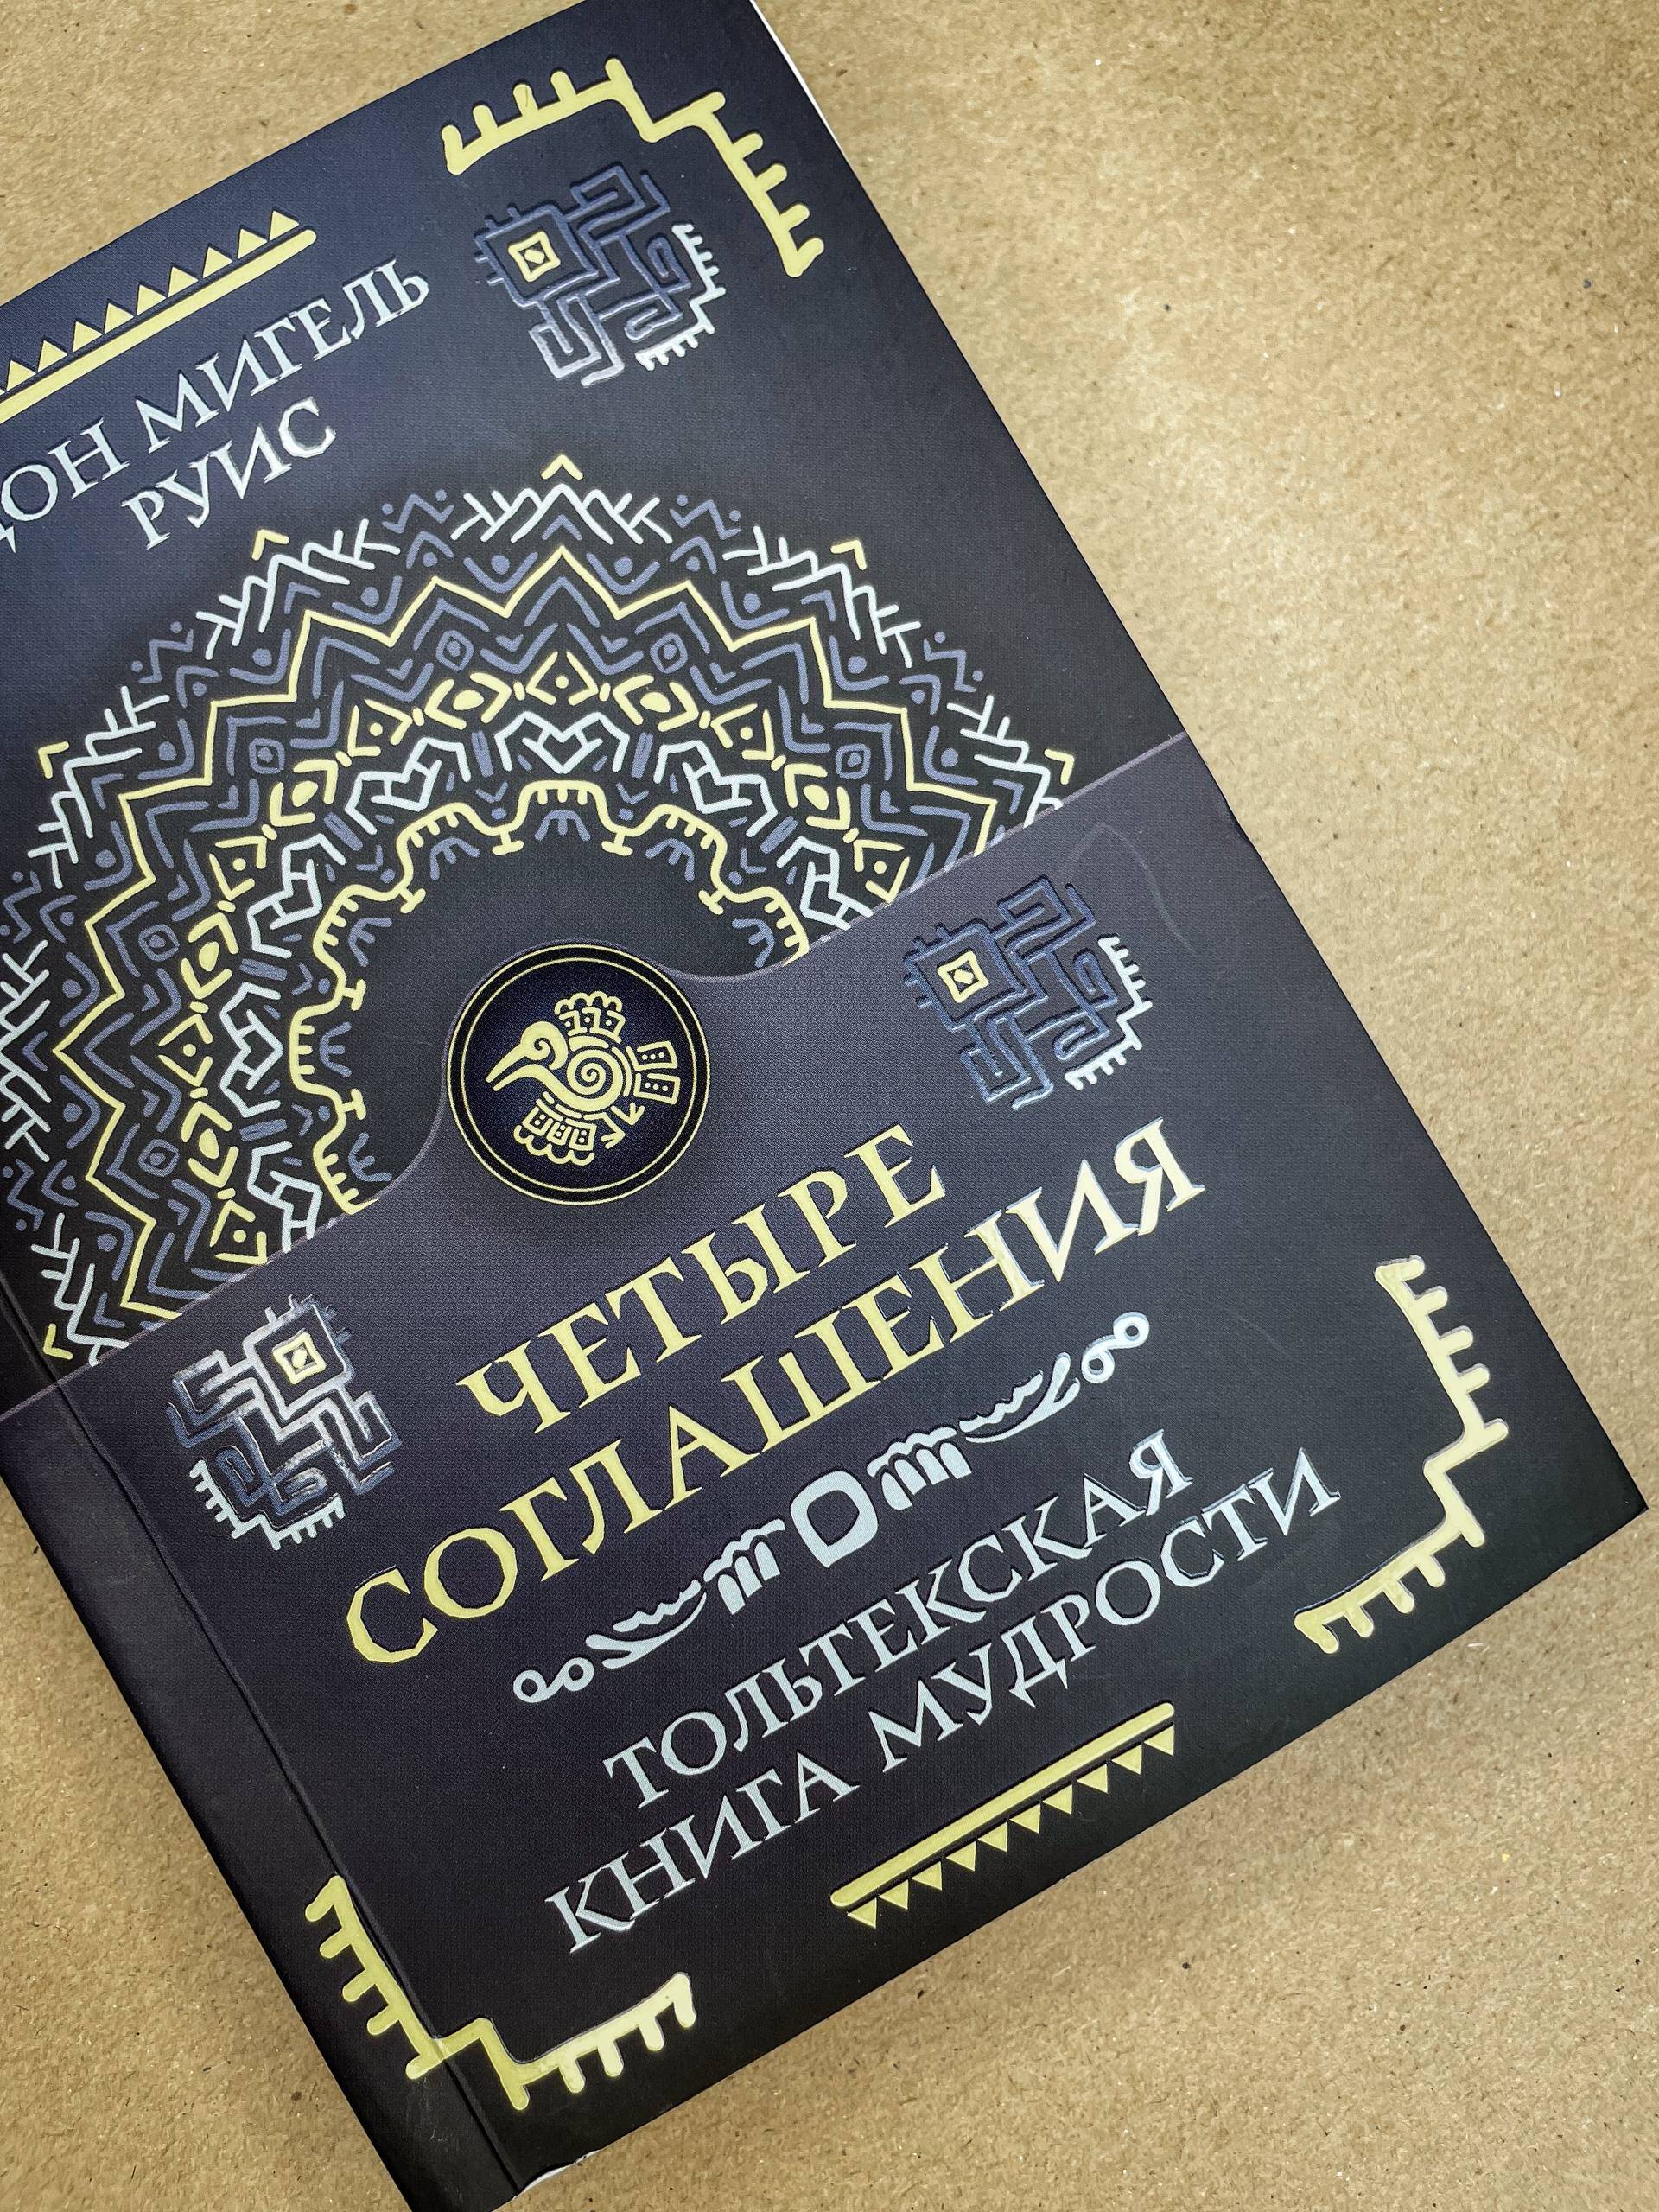 ДОН МИГЕЛЬ
РУИС
ЧЕТЫРЕ
СОГЛАШЕНИЯ
ТОЛЬТЕКСКАЯ
КНИГА МУДРОСТИ